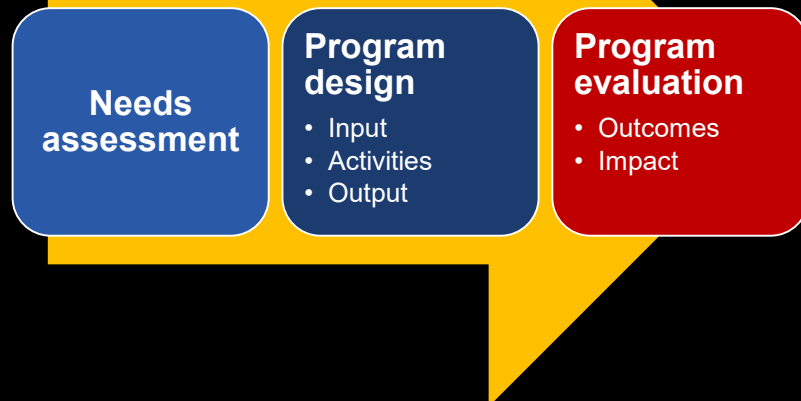 Needs
assessment
Program
design
• Input
• Activities
• Output
Program
evaluation
• Outcomes
• Impact